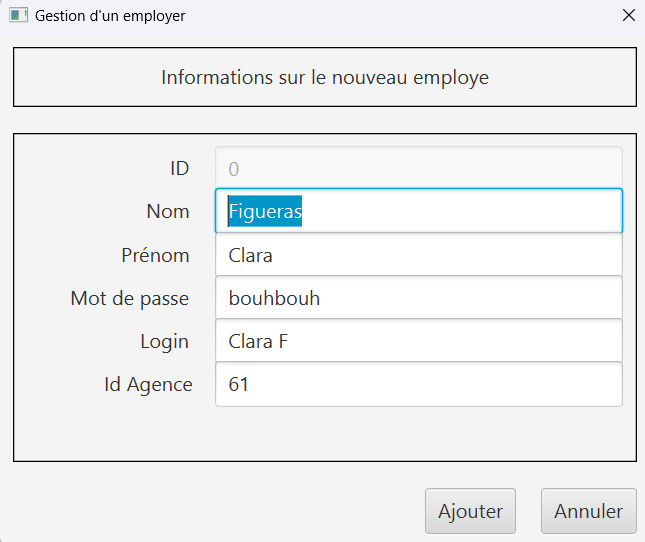 Gestion d'un employer
Informations sur le nouveau employe
ID 0
Nom Figueras
Prénom Clara
Mot de passe bouhbouh
Login Clara F
Id Agence 61
Ajouter Annuler